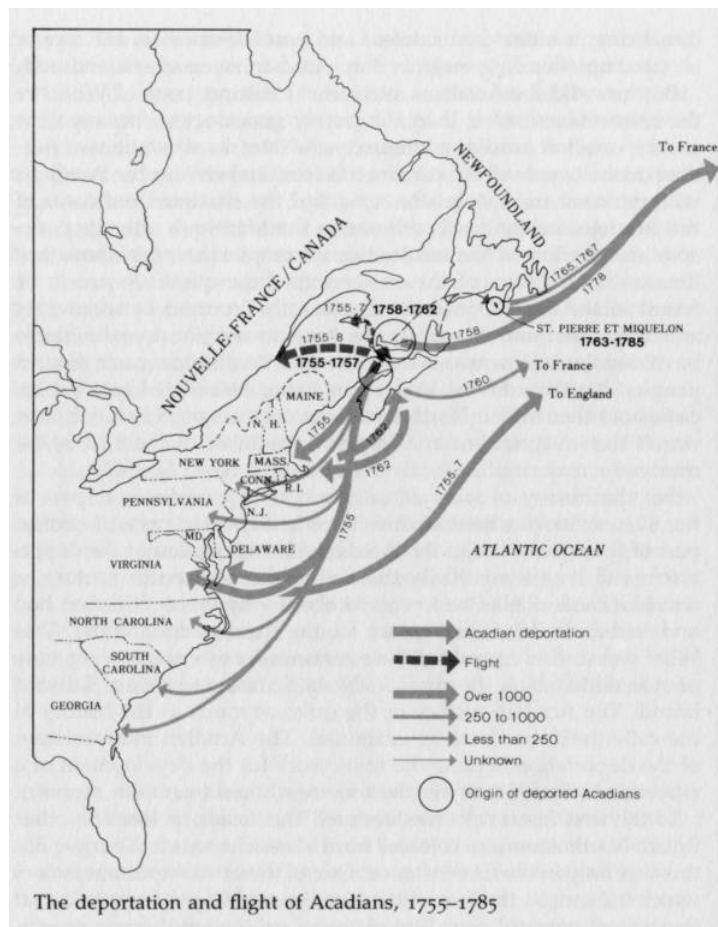 To France
NEWFOUNDLAND
NOUVELLE-FRANCE/CANADA
1765 1767
1778
1755-7
1758-1762
1755-8
1755-1757
1758
ST. PIERRE ET MIQUELON
1763-1785
To France
1760
To England
MAINE
N. H.
1755
1762
NEW YORK
MASS.
1762
CONN.
R.I.
PENNSYLVANIA
N.J.
1755-7
1755
MD.
DELAWARE
VIRGINIA
ATLANTIC OCEAN
NORTH CAROLINA
SOUTH
CAROLINA
GEORGIA
Acadian deportation
Flight
Over 1000
250 to 1000
Less than 250
Unknown
Origin of deported Acadians
The deportation and flight of Acadians, 1755–1785